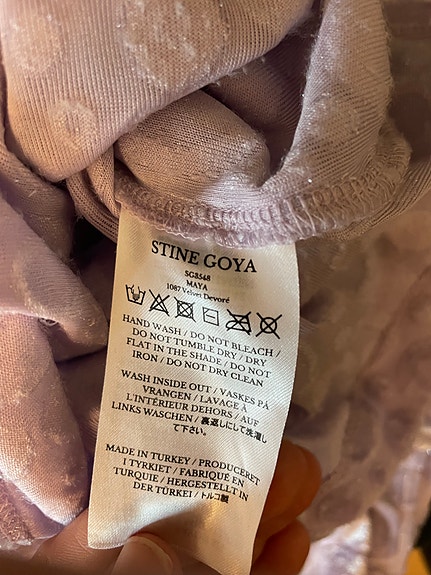 STINE GOYA
SG3548
MAYA
1087 Velvet Devoré
HAND WASH / DO NOT BLEACH /
DO NOT TUMBLE DRY / DRY
FLAT IN THE SHADE / DO NOT
IRON / DO NOT DRY CLEAN
WASH INSIDE OUT / VASKES PÅ
VRANGEN / LAVAGE À
L'INTÉRIEUR DEHORS / AUF
LINKS WASCHEN / 裏返しにして洗濯し
て下さい。
MADE IN TURKEY / PRODUCERET
I TYRKIET / FABRIQUÉ EN
TURQUIE / HERGESTELLT IN
DER TÜRKEI / トルコ製